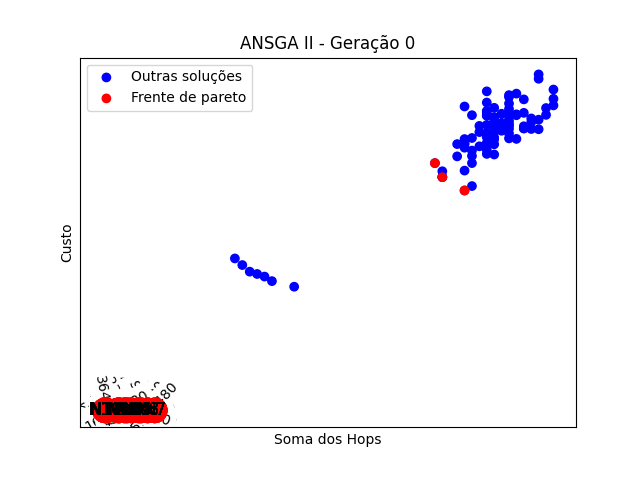 ANSGA II - Geração 0
Outras soluções
Frente de pareto
Custo
Soma dos Hops